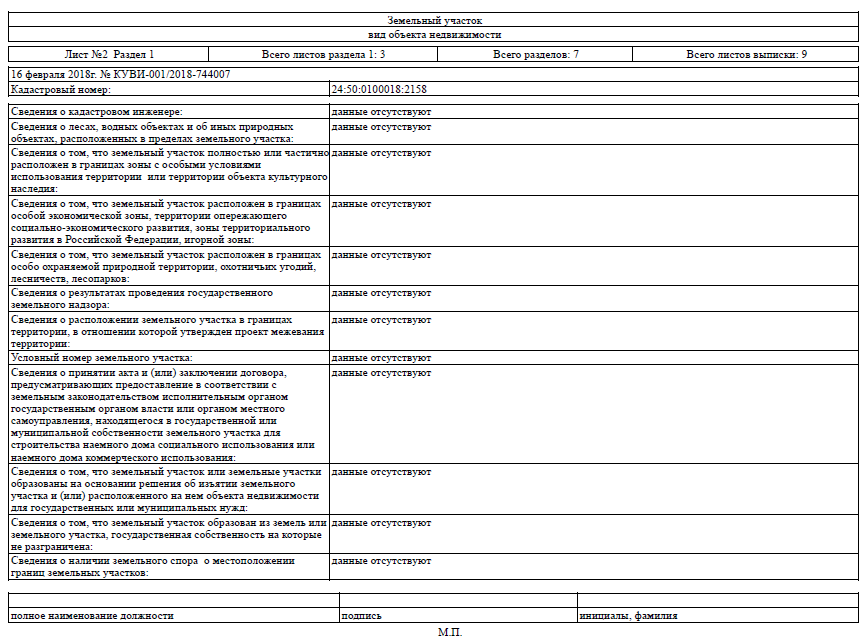 Земельный участок
вид объекта недвижимости
Лист №2 Раздел 1 Всего листов раздела 1: 3 Всего разделов: 7 Всего листов выписки: 9
16 февраля 2018г. № КУВИ-001/2018-744007
Кадастровый номер: 24:50:0100018:2158
Сведения о кадастровом инженере: данные отсутствуют
Сведения о лесах, водных объектах и об иных природных данные отсутствуют
объектах, расположенных в пределах земельного участка:
Сведения о том, что земельный участок полностью или частично данные отсутствуют
расположен в границах зоны с особыми условиями
использования территории или территории объекта культурного
наследия:
Сведения о том, что земельный участок расположен в границах данные отсутствуют
особой экономической зоны, территории опережающего
социально-экономического развития, зоны территориального
развития в Российской Федерации, игорной зоны:
Сведения о том, что земельный участок расположен в границах данные отсутствуют
особо охраняемой природной территории, охотничьих угодий,
лесничеств, лесопарков:
Сведения о результатах проведения государственного данные отсутствуют
земельного надзора:
Сведения о расположении земельного участка в границах данные отсутствуют
территории, в отношении которой утвержден проект межевания
территории:
Условный номер земельного участка: данные отсутствуют
Сведения о принятии акта и (или) заключении договора, данные отсутствуют
предусматривающих предоставление в соответствии с
земельным законодательством исполнительным органом
государственным органом власти или органом местного
самоуправления, находящегося в государственной или
муниципальной собственности земельного участка для
строительства наемного дома социального использования или
наемного дома коммерческого использования:
Сведения о том, что земельный участок или земельные участки данные отсутствуют
образованы на основании решения об изъятии земельного
участка и (или) расположенного на нем объекта недвижимости
для государственных или муниципальных нужд:
Сведения о том, что земельный участок образован из земель или данные отсутствуют
земельного участка, государственная собственность на которые
не разграничена:
Сведения о наличии земельного спора о местоположении данные отсутствуют
границ земельных участков:
полное наименование должности подпись инициалы, фамилия
М.П.